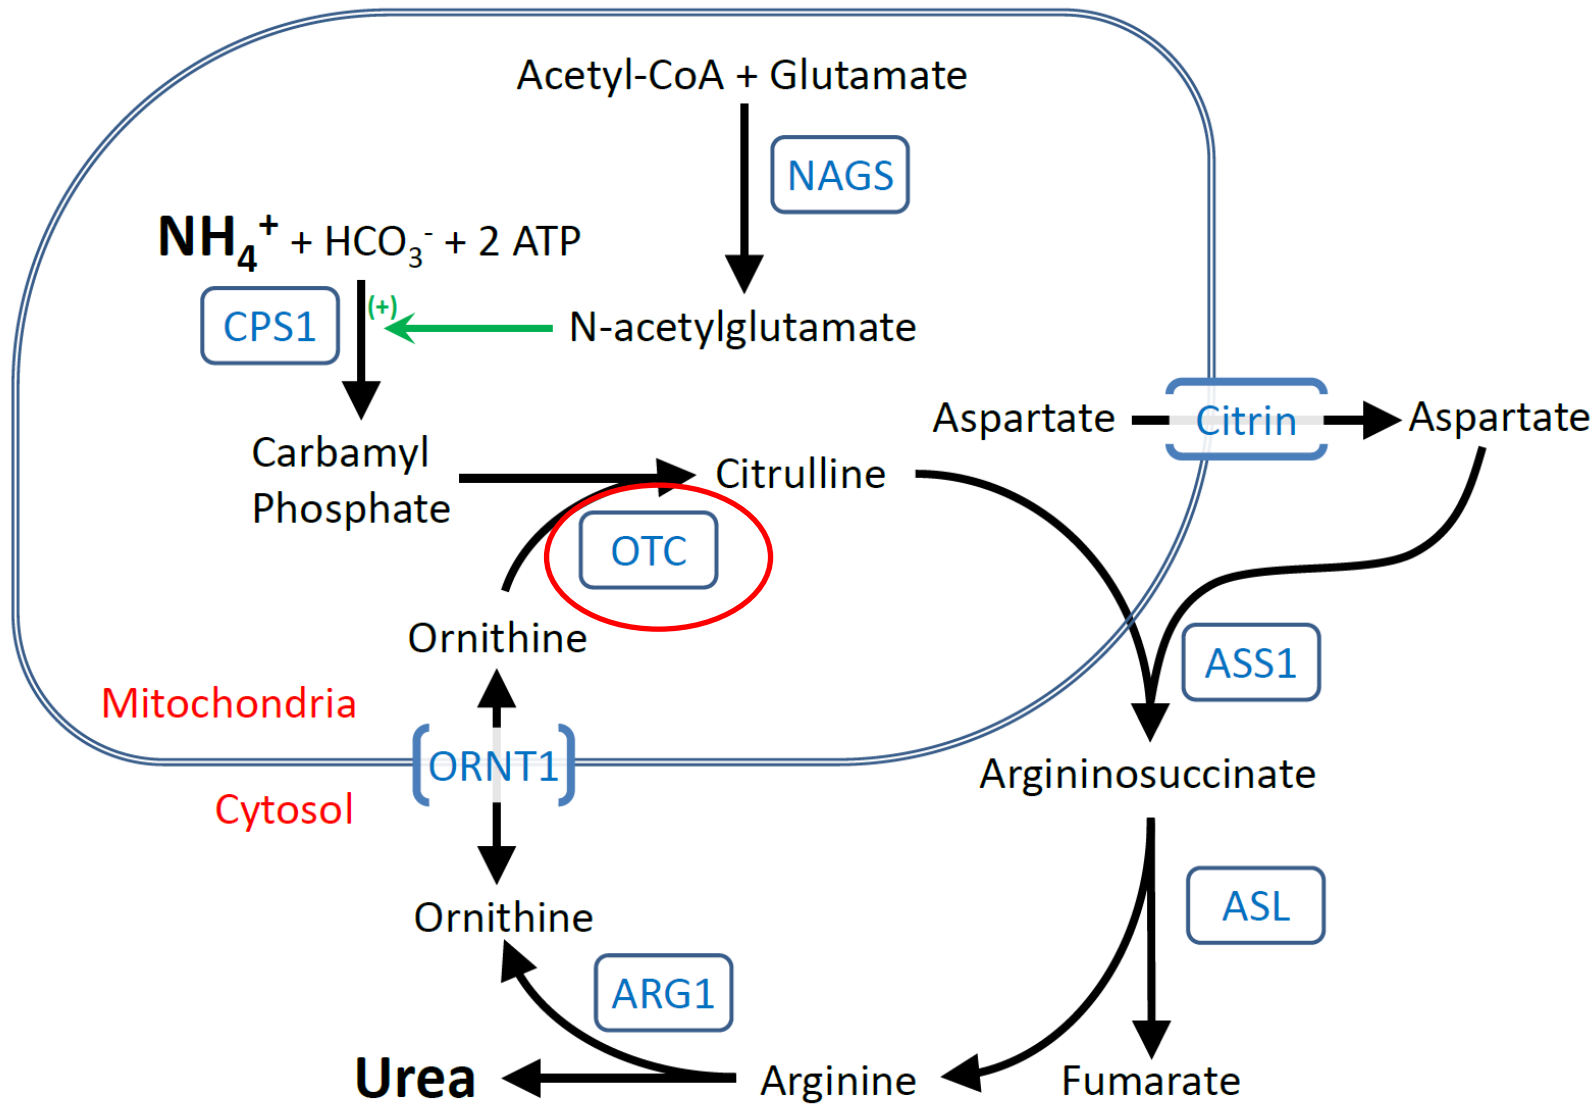 Acetyl-CoA + Glutamate
NAGS
NH₄⁺ + HCO₃⁻ + 2 ATP
CPS1
(+)
N-acetylglutamate
Aspartate
Citrin
Aspartate
Carbamyl
Phosphate
Citrulline
OTC
Ornithine
ASS1
Mitochondria
ORNT1
Argininosuccinate
Cytosol
ASL
Ornithine
ARG1
Urea
Arginine
Fumarate